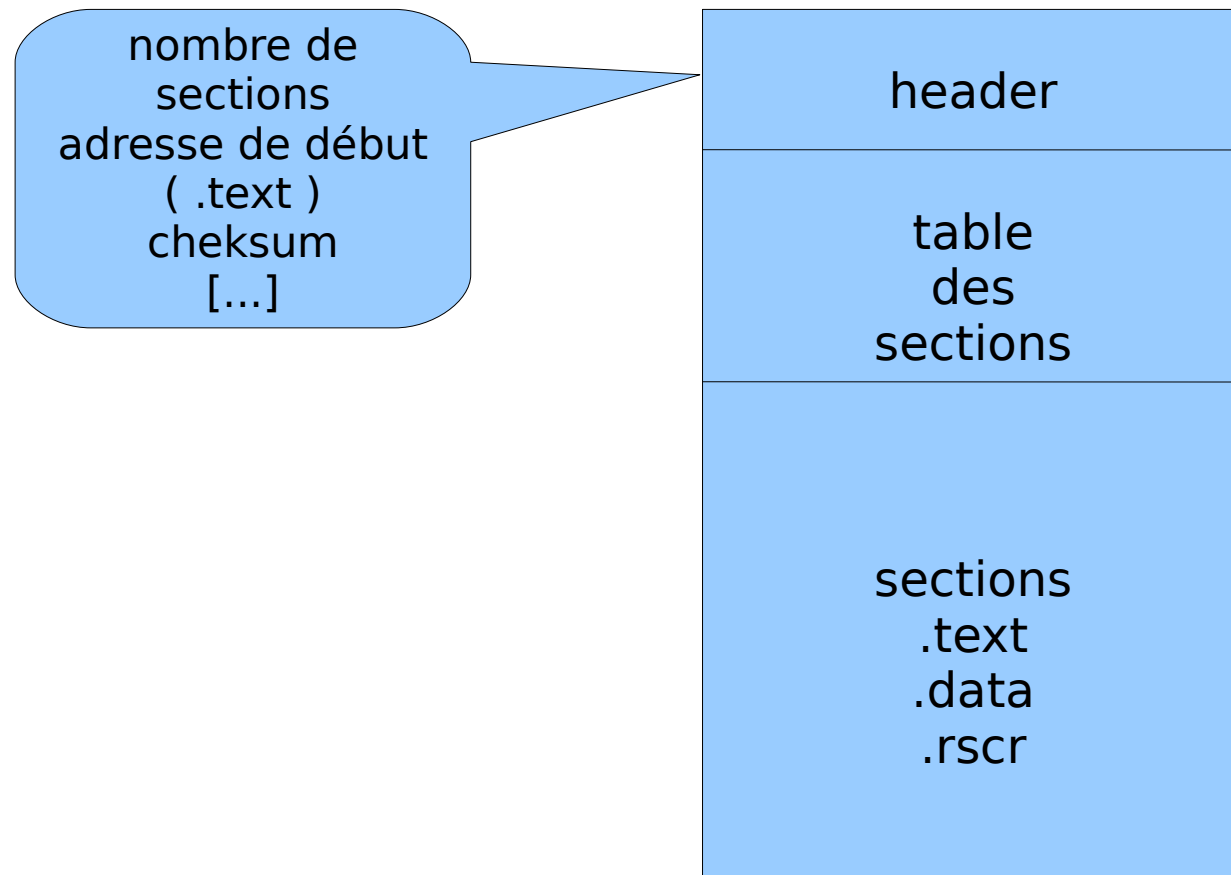 nombre de
sections
adresse de début
( .text )
cheksum
[...]
header
table
des
sections
sections
.text
.data
.rscr